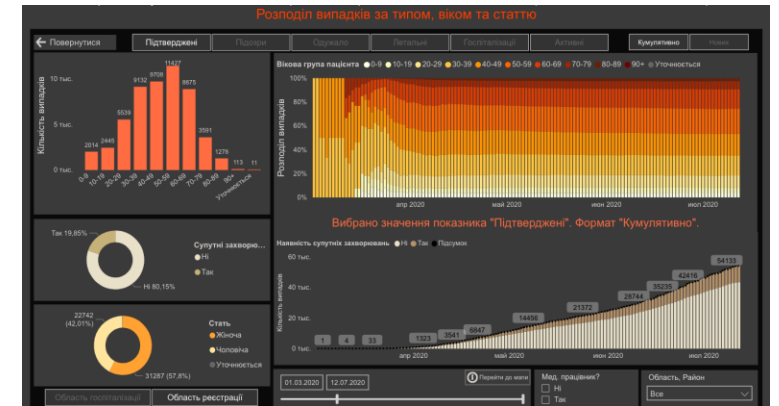 Розподіл випадків за типом, віком та статтю
Повернутися
Підтверджені
Підозри
Одужало
Летальні
Госпіталізації
Активні
Кумулятивно
Кількість випадків
10 тыс.
5 тыс.
0 тыс.
2014 2445 5539 9132 9708 11427 8875 3591 1276 113 11
0-9 10-19 20-29 30-39 40-49 50-59 60-69 70-79 80-89 90+ Уточнюється
Вікова група пацієнта 0-9 10-19 20-29 30-39 40-49 50-59 60-69 70-79 80-89 90+ Уточнюється
Розподіл випадків
100%
80%
60%
40%
20%
0%
апр 2020 май 2020 июн 2020 июл 2020
Вибрано значення показника "Підтверджені". Формат "Кумулятивно".
Так 19,85%
Ні 80,15%
Супутні захворю...
Ні
Так
Наявність супутніх захворювань Ні Так Підсумок
Кількість випадків
60 тыс.
40 тыс.
20 тыс.
0 тыс.
1 4 33 1323 3541 6847 14456 21372 28744 35235 42416 54133
апр 2020 май 2020 июн 2020 июл 2020
22742
(42,01%)
31287 (57,8%)
Стать
Жіноча
Чоловіча
Уточнюється
Область госпіталізації
Область реєстрації
01.03.2020
12.07.2020
Перейти до мапи
Мед. працівник?
Ні
Так
Область, Район
Все